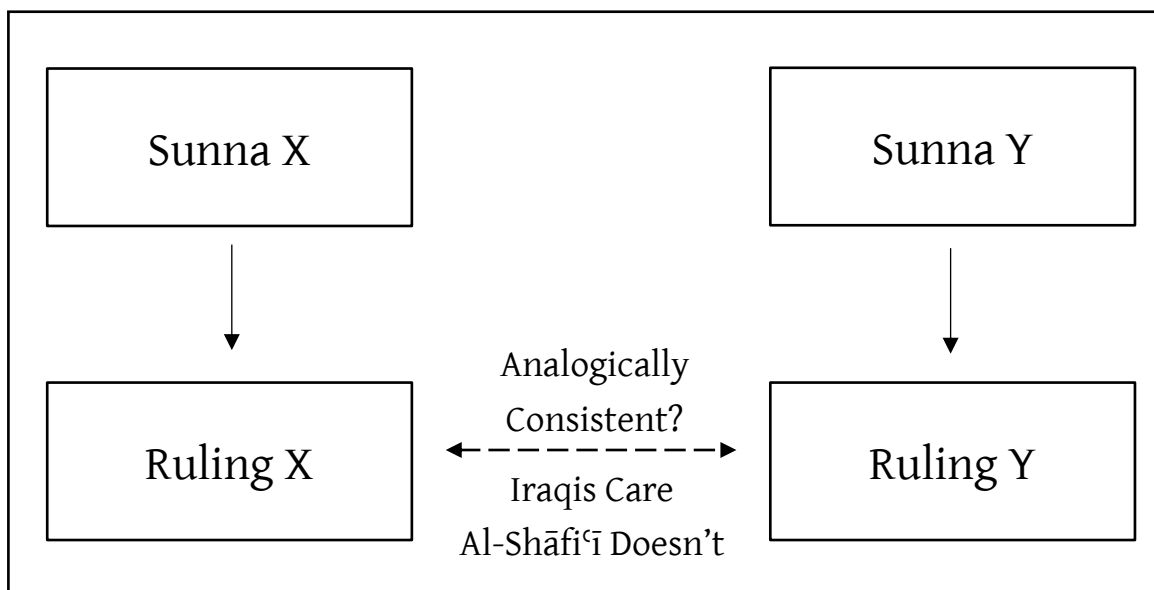 Sunna X
Sunna Y
Analogically
Consistent?
Ruling X
Ruling Y
Iraqis Care
Al-Shāfiʿī Doesn’t